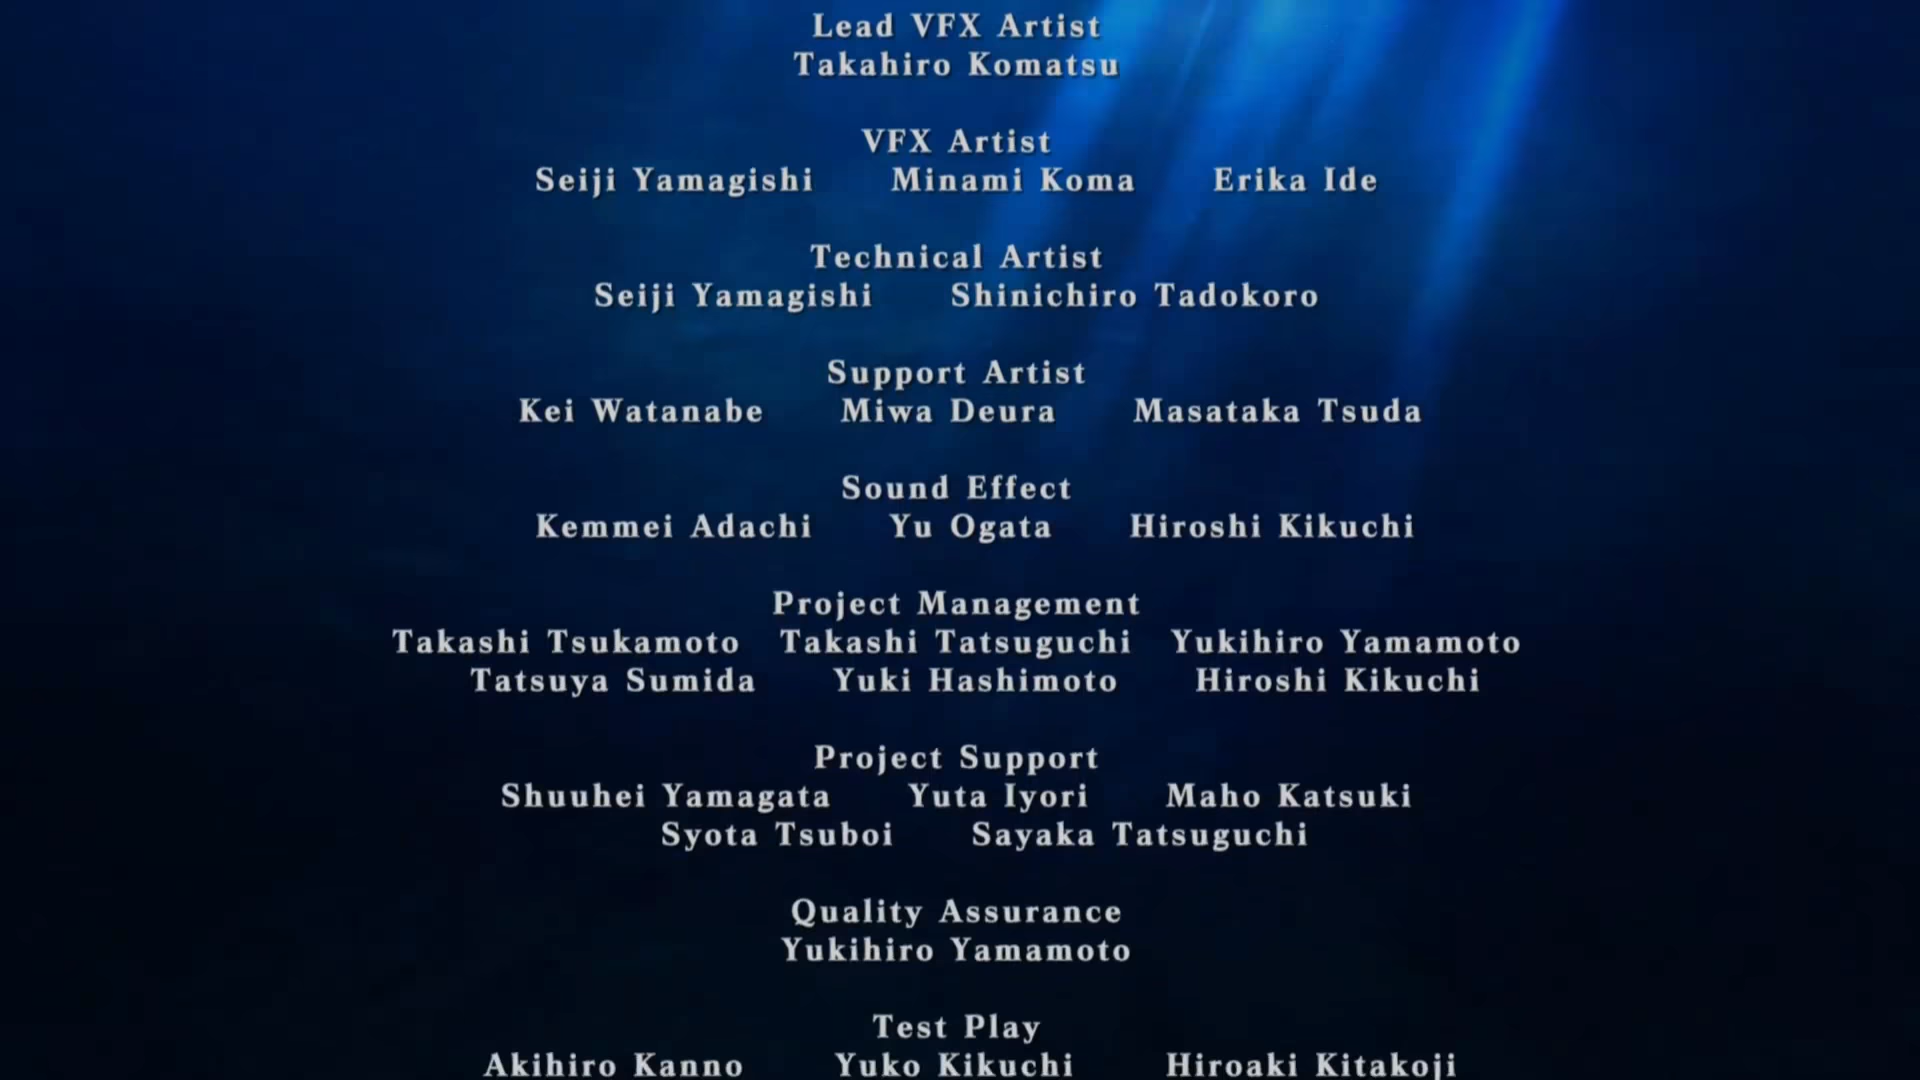 Lead VFX Artist
Takahiro Komatsu
VFX Artist
Seiji Yamagishi Minami Koma Erika Ide
Technical Artist
Seiji Yamagishi Shinichiro Tadokoro
Support Artist
Kei Watanabe Miwa Deura Masataka Tsuda
Sound Effect
Kemmei Adachi Yu Ogata Hiroshi Kikuchi
Project Management
Takashi Tsukamoto Takashi Tatsuguchi Yukihiro Yamamoto
Tatsuya Sumida Yuki Hashimoto Hiroshi Kikuchi
Project Support
Shuuhei Yamagata Yuta Iyori Maho Katsuki
Syota Tsuboi Sayaka Tatsuguchi
Quality Assurance
Yukihiro Yamamoto
Test Play
Akihiro Kanno Yuko Kikuchi Hiroaki Kitakoji